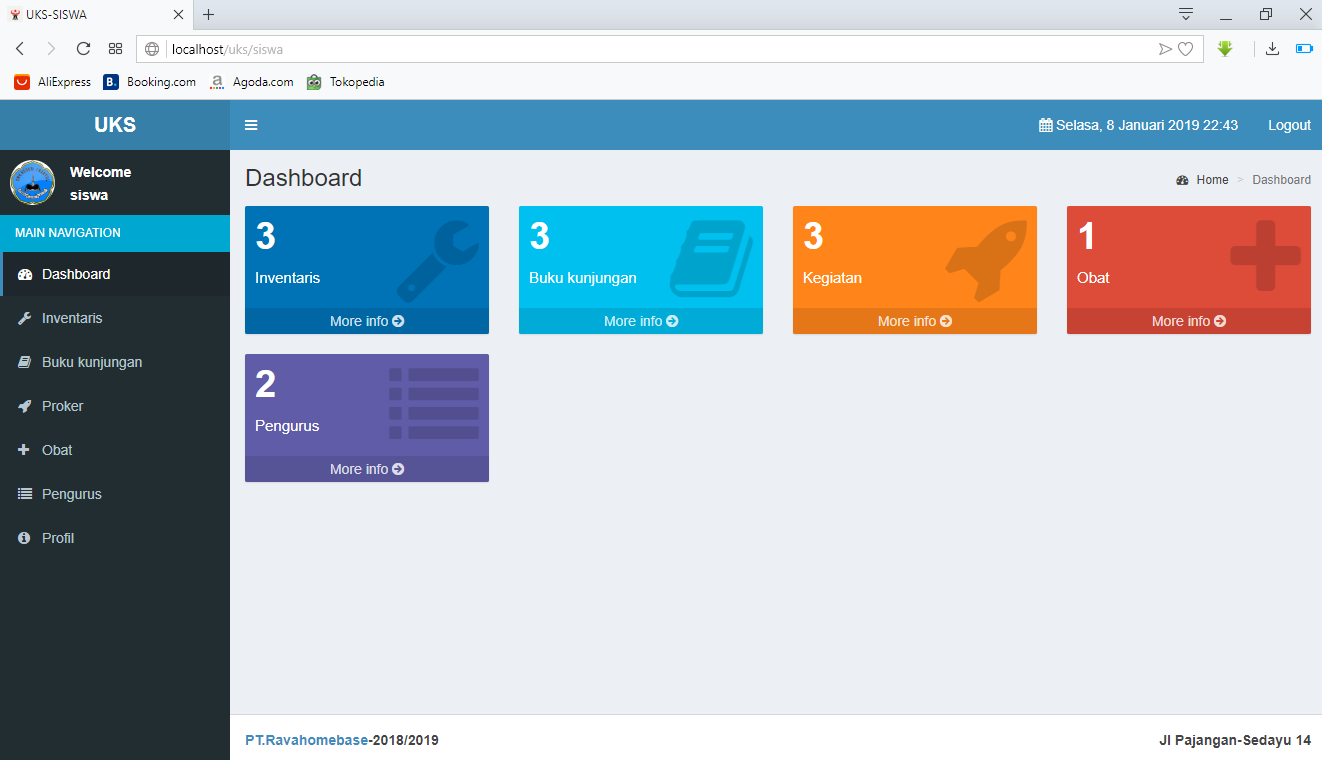 UKS-SISWA
localhost/uks/siswa
AliExpress
B. Booking.com
a Agoda.com
Tokopedia
UKS
Selasa, 8 Januari 2019 22:43
Logout
Welcome
siswa
MAIN NAVIGATION
Dashboard
Inventaris
Buku kunjungan
Proker
Obat
Pengurus
Profil
Dashboard
Home > Dashboard
3
Inventaris
More info
3
Buku kunjungan
More info
3
Kegiatan
More info
1
Obat
More info
2
Pengurus
More info
PT.Ravahomebase-2018/2019
Jl Pajangan-Sedayu 14